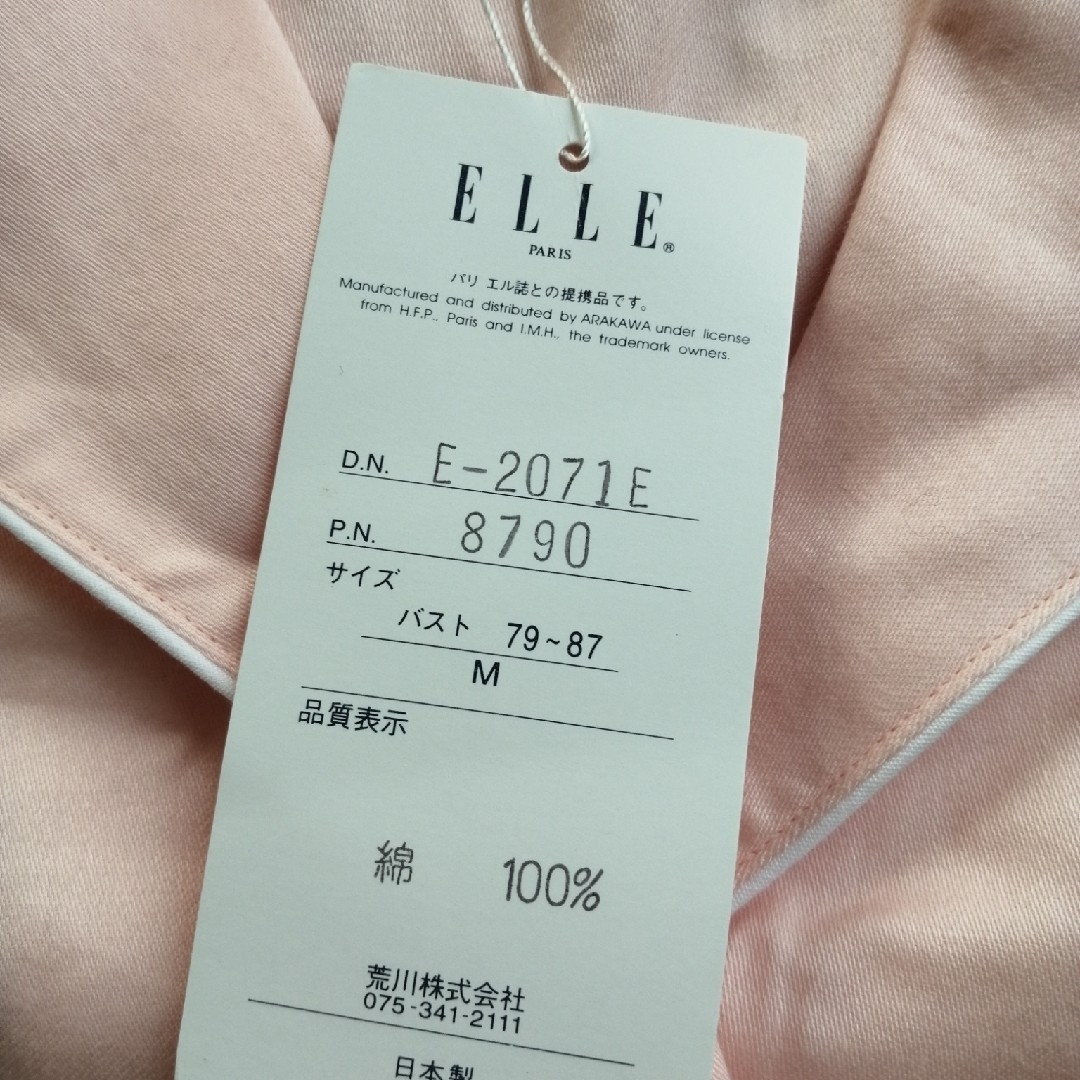 ELLE®
PARIS
パリ エル誌との提携品です。
Manufactured and distributed by ARAKAWA under license
from H.F.P., Paris and I.M.H., the trademark owners.
D.N. E-2071E
P.N. 8790
サイズ
バスト 79~87
M
品質表示
綿 100%
荒川株式会社
075-341-2111
日本製